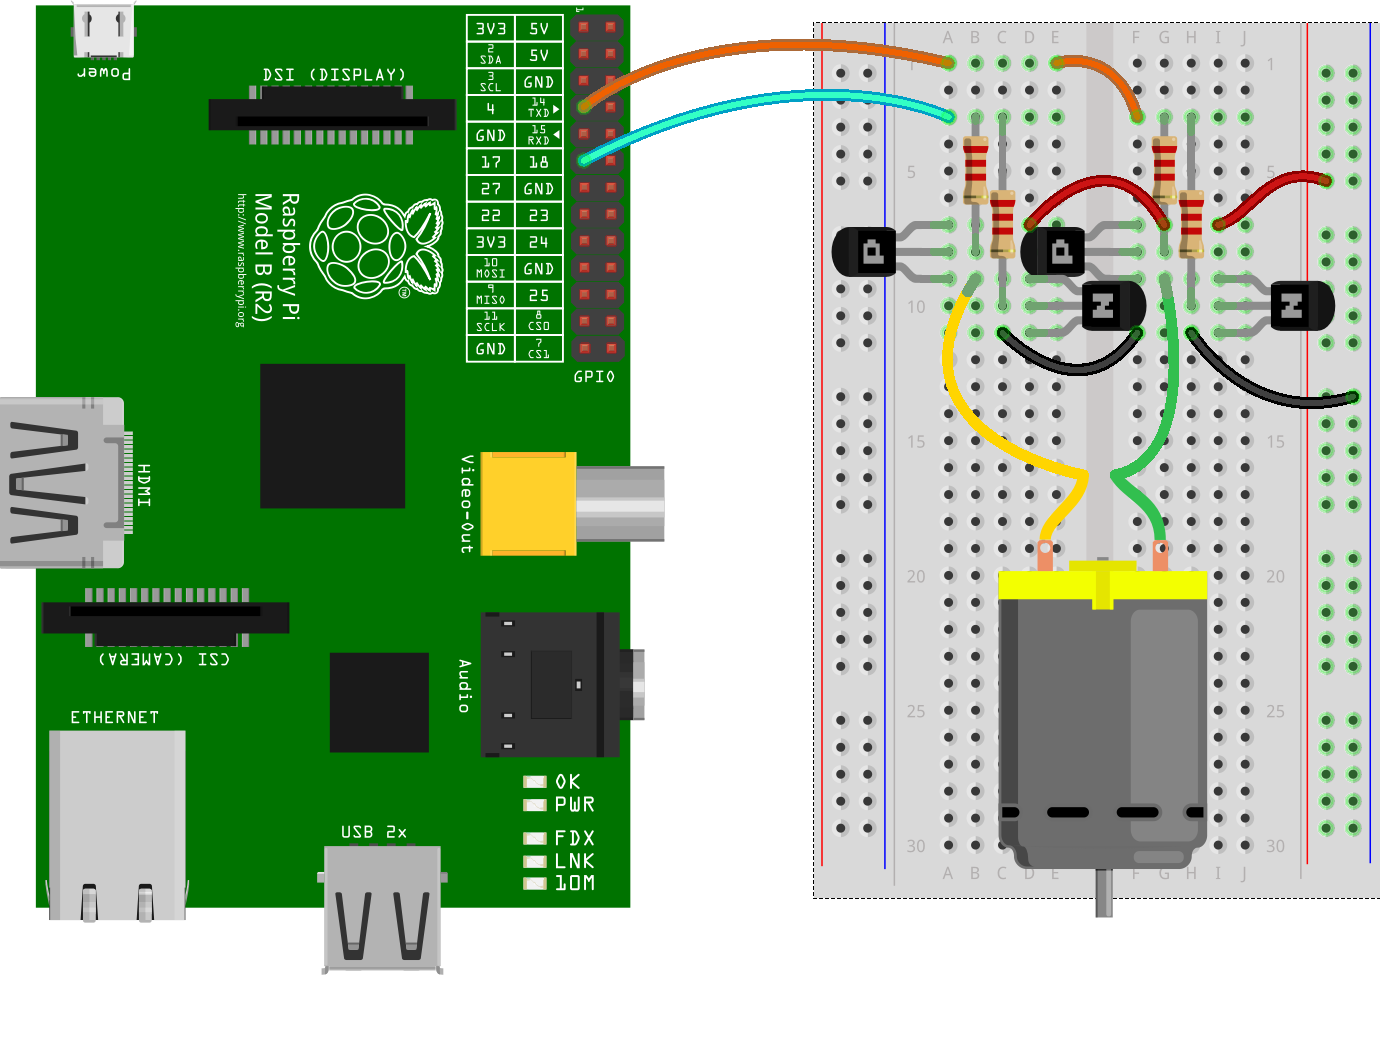 1
3V3 5V
2 SDA 5V
3 SCL GND
4 14 TXD
GND 15 RXD
17 18
27 GND
22 23
3V3 24
10 MOSI GND
9 MISO 25
11 SCLK 8 CS0
GND 7 CS1
GPIO
Power
DSI (DISPLAY)
Raspberry Pi
Model B (R2)
http://www.raspberrypi.org
TM
HDMI
Video-Out
CSI (CAMERA)
Audio
ETHERNET
USB 2x
OK
PWR
FDX
LNK
10M
A B C D E F G H I J
1
5 5
P P
N N
10
15 15
20 20
25 25
30 30
A B C D E F G H I J